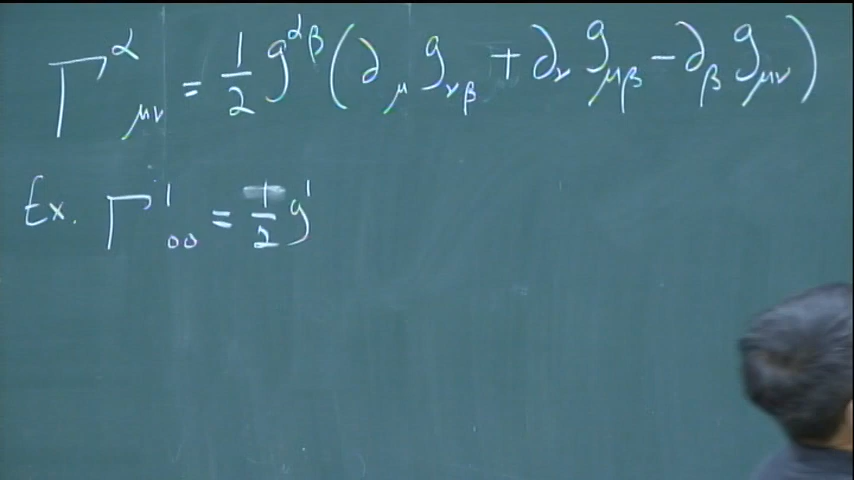 Γ^α_μν = 1/2 g^αβ (∂_μ g_νβ + ∂_ν g_μβ - ∂_β g_μν)
Ex. Γ^1_00 = 1/2 g^1